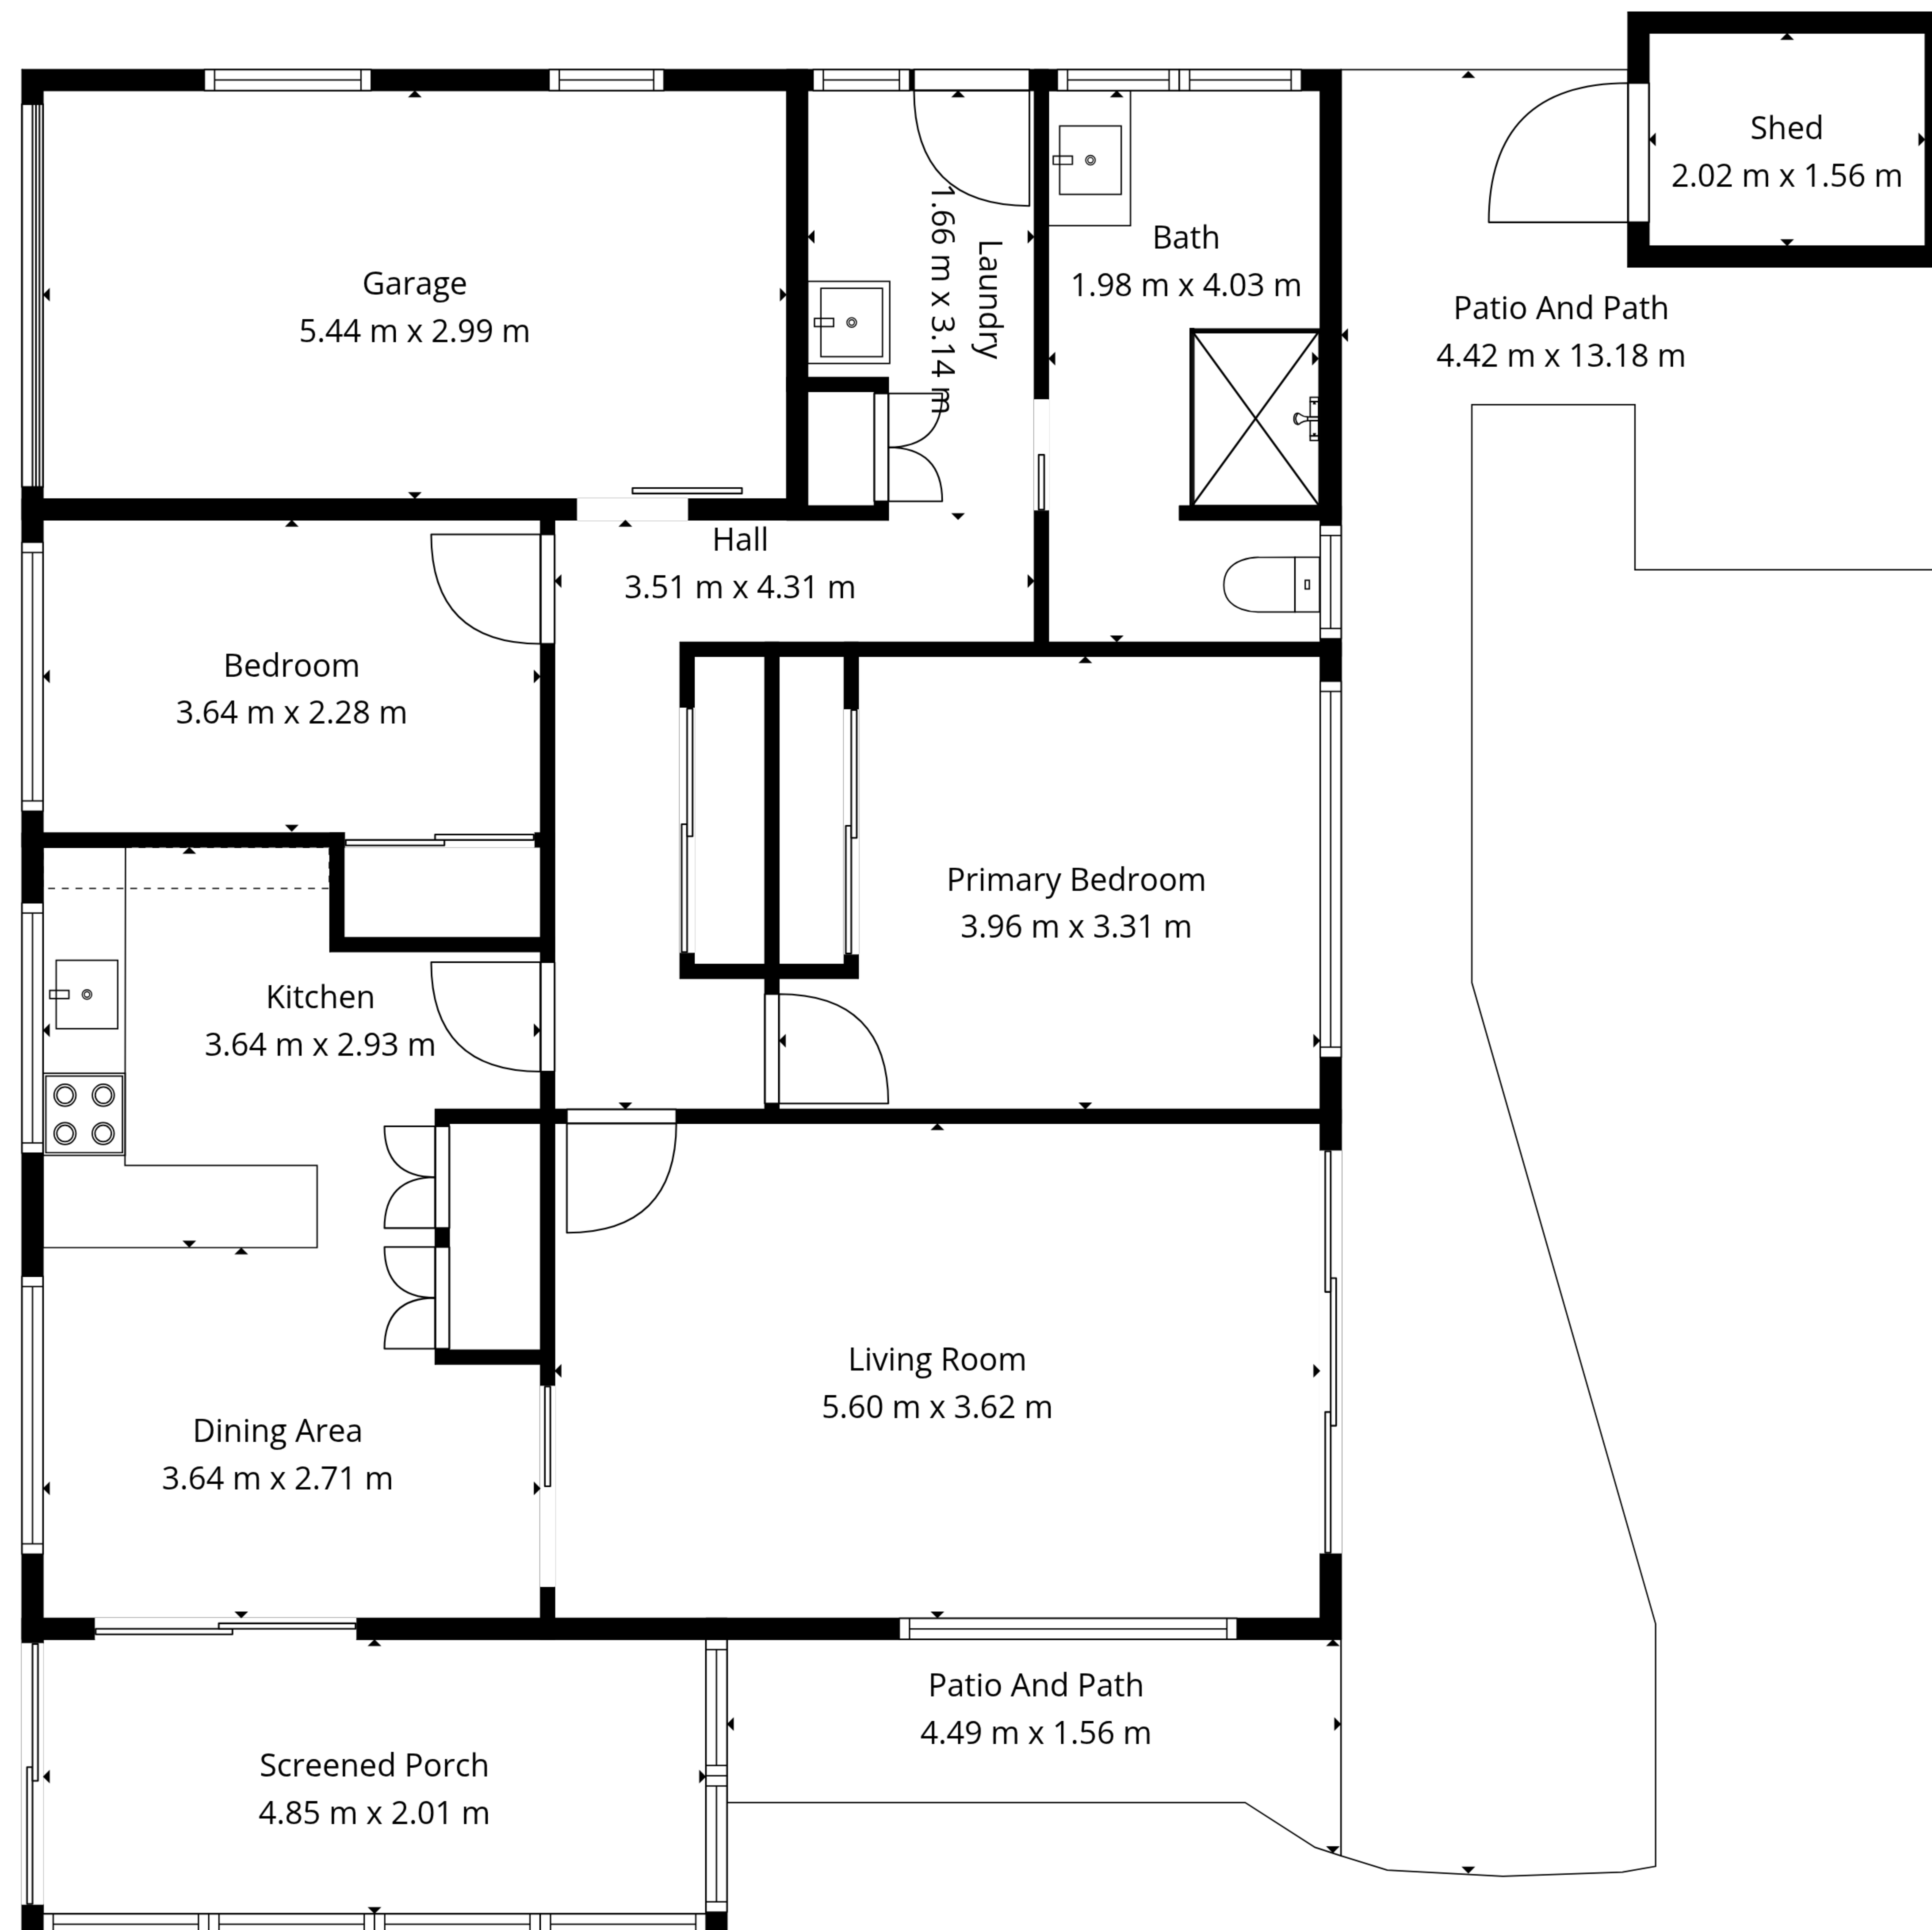 Shed
2.02 m x 1.56 m
Garage
5.44 m x 2.99 m
Laundry
1.66 m x 3.14 m
Bath
1.98 m x 4.03 m
Patio And Path
4.42 m x 13.18 m
Hall
3.51 m x 4.31 m
Bedroom
3.64 m x 2.28 m
Primary Bedroom
3.96 m x 3.31 m
Kitchen
3.64 m x 2.93 m
Living Room
5.60 m x 3.62 m
Dining Area
3.64 m x 2.71 m
Patio And Path
4.49 m x 1.56 m
Screened Porch
4.85 m x 2.01 m